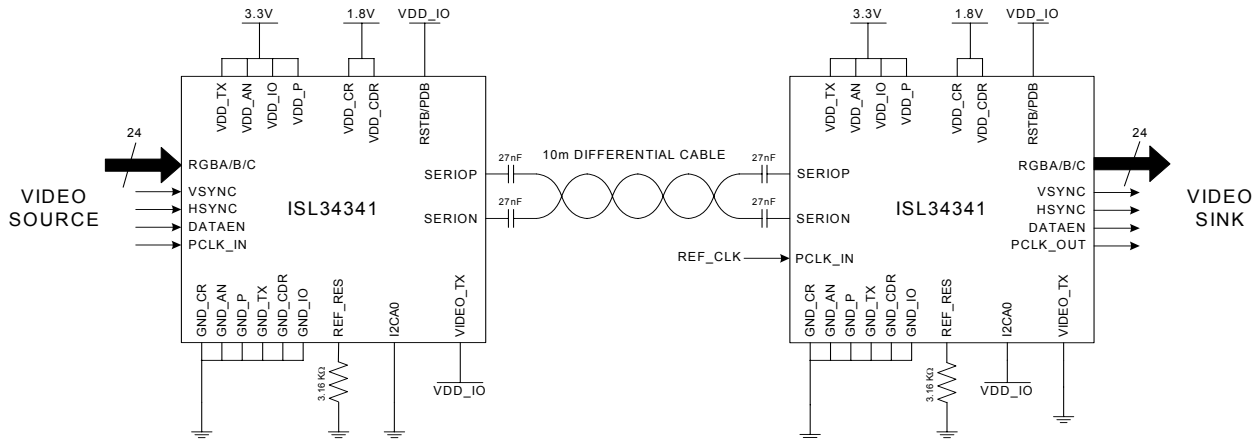 3.3V 1.8V VDD_IO
VDD_TX
VDD_AN
VDD_IO
VDD_P
VDD_CR
VDD_CDR
RSTB/PDB
24
RGBA/B/C
VIDEO
SOURCE
VSYNC
HSYNC
DATAEN
PCLK_IN
ISL34341
SERIOP
SERION
GND_CR
GND_AN
GND_P
GND_TX
GND_CDR
GND_IO
REF_RES
I2CA0
VIDEO_TX
3.16 KΩ
VDD_IO
27nF
27nF
10m DIFFERENTIAL CABLE
27nF
27nF
REF_CLK
3.3V 1.8V VDD_IO
VDD_TX
VDD_AN
VDD_IO
VDD_P
VDD_CR
VDD_CDR
RSTB/PDB
SERIOP
SERION
PCLK_IN
ISL34341
24
RGBA/B/C
VSYNC
HSYNC
DATAEN
PCLK_OUT
VIDEO
SINK
GND_CR
GND_AN
GND_P
GND_TX
GND_CDR
GND_IO
REF_RES
I2CA0
VIDEO_TX
3.16 KΩ
VDD_IO